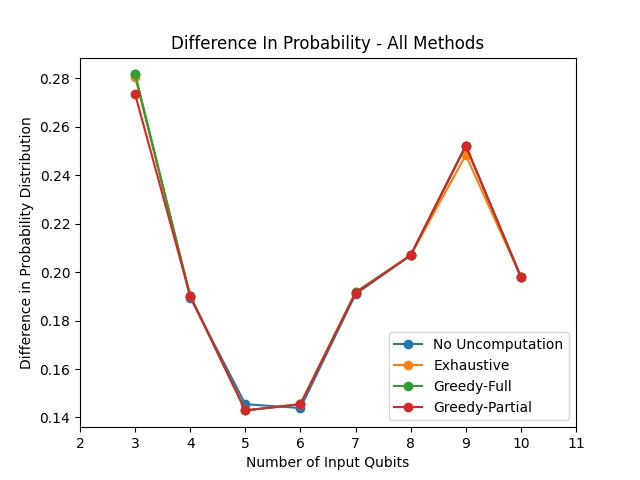 Difference In Probability - All Methods
Difference in Probability Distribution
0.28
0.26
0.24
0.22
0.20
0.18
0.16
0.14
No Uncomputation
Exhaustive
Greedy-Full
Greedy-Partial
2 3 4 5 6 7 8 9 10 11
Number of Input Qubits